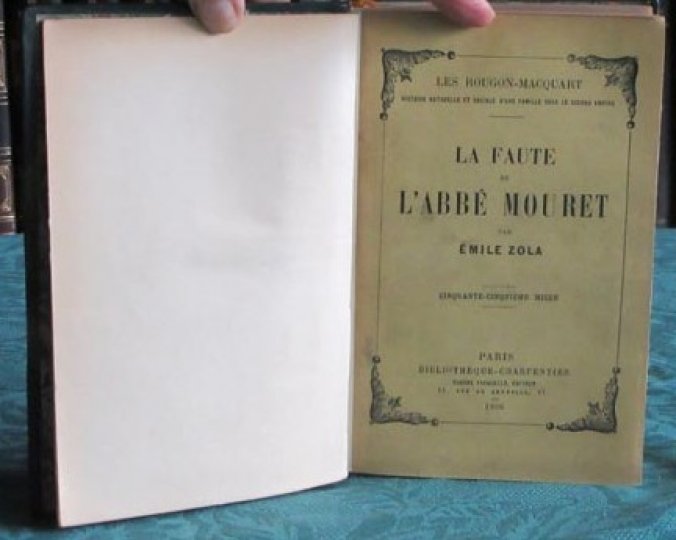 LES ROUGON-MACQUART
HISTOIRE NATURELLE ET SOCIALE D'UNE FAMILLE SOUS LE SECOND EMPIRE
LA FAUTE
DE
L'ABBÉ MOURET
PAR
ÉMILE ZOLA
CINQUANTE-CINQUIÈME MILLE
PARIS
BIBLIOTHÈQUE-CHARPENTIER
EUGÈNE FASQUELLE, ÉDITEUR
11, RUE DE GRENELLE, 11